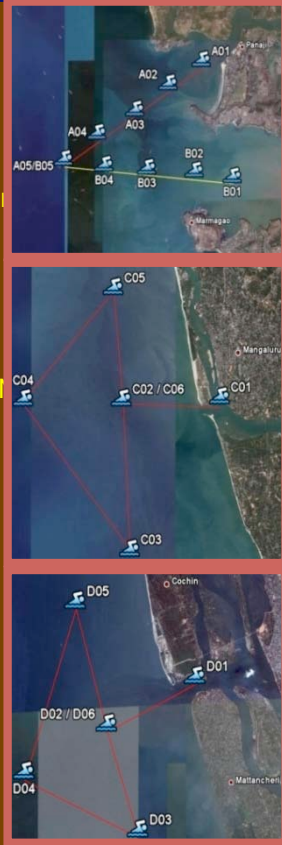 A01
Panaji
A02
A03
A04
A05/B05
B04
B03
B02
B01
Marmagao
C05
Mangaluru
C04
C02 / C06
C01
C03
Cochin
D05
D01
D02 / D06
D04
Mattancheri
D03